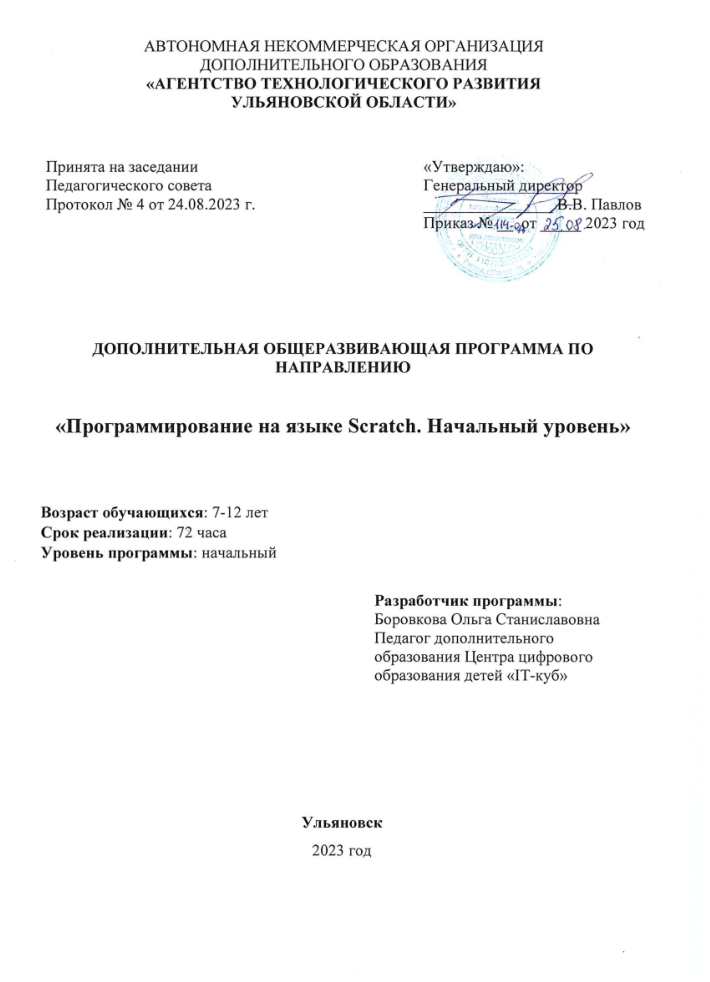 АВТОНОМНАЯ НЕКОММЕРЧЕСКАЯ ОРГАНИЗАЦИЯ
ДОПОЛНИТЕЛЬНОГО ОБРАЗОВАНИЯ
«АГЕНТСТВО ТЕХНОЛОГИЧЕСКОГО РАЗВИТИЯ
УЛЬЯНОВСКОЙ ОБЛАСТИ»
Принята на заседании
Педагогического совета
Протокол № 4 от 24.08.2023 г.
«Утверждаю»:
Генеральный директор
В.В. Павлов
Приказ № от 25.08.2023 год
ДОПОЛНИТЕЛЬНАЯ ОБЩЕРАЗВИВАЮЩАЯ ПРОГРАММА ПО
НАПРАВЛЕНИЮ
«Программирование на языке Scratch. Начальный уровень»
Возраст обучающихся: 7-12 лет
Срок реализации: 72 часа
Уровень программы: начальный
Разработчик программы:
Боровкова Ольга Станиславовна
Педагог дополнительного
образования Центра цифрового
образования детей «IT-куб»
Ульяновск
2023 год